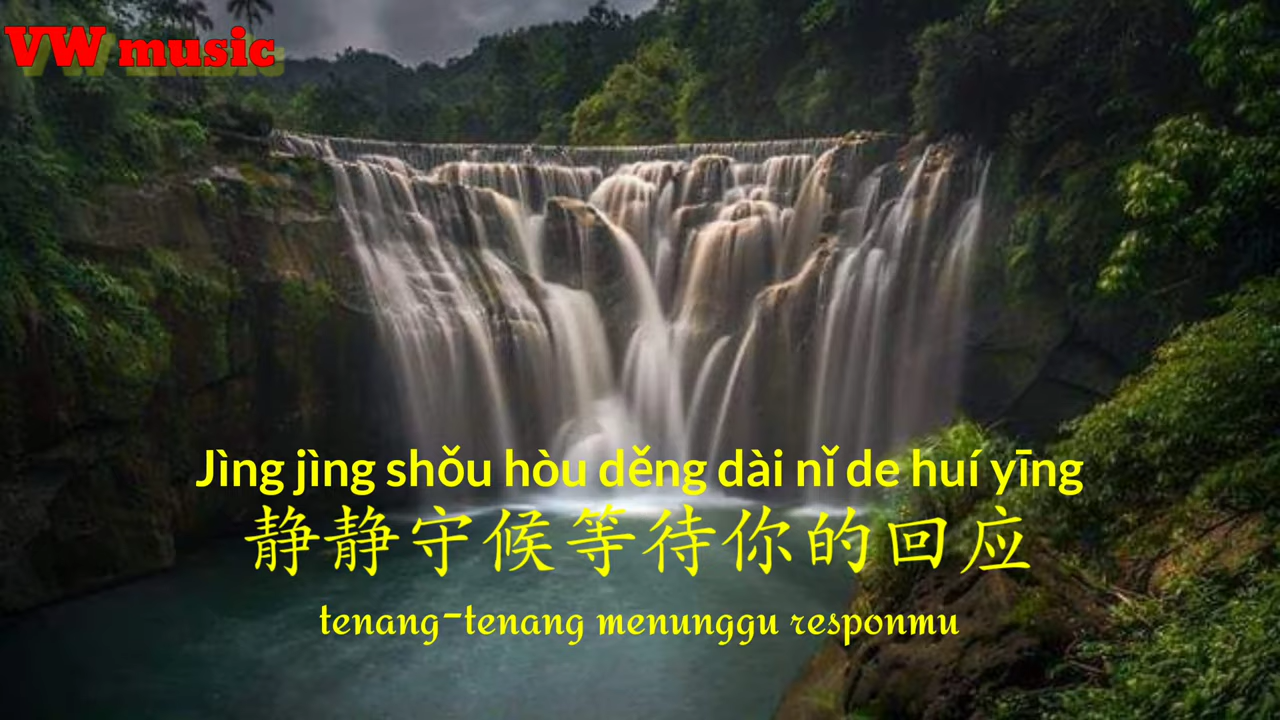 VW music
Jìng jìng shǒu hòu děng dài nǐ de huí yīng
静静守候等待你的回应
tenang-tenang menunggu responmu